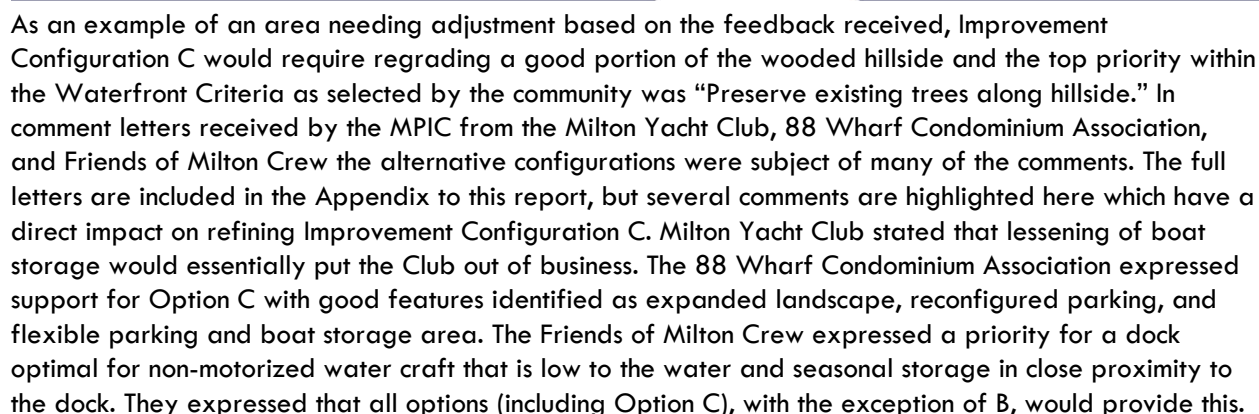 As an example of an area needing adjustment based on the feedback received, Improvement
Configuration C would require regrading a good portion of the wooded hillside and the top priority within
the Waterfront Criteria as selected by the community was “Preserve existing trees along hillside.” In
comment letters received by the MPIC from the Milton Yacht Club, 88 Wharf Condominium Association,
and Friends of Milton Crew the alternative configurations were subject of many of the comments. The full
letters are included in the Appendix to this report, but several comments are highlighted here which have a
direct impact on refining Improvement Configuration C. Milton Yacht Club stated that lessening of boat
storage would essentially put the Club out of business. The 88 Wharf Condominium Association expressed
support for Option C with good features identified as expanded landscape, reconfigured parking, and
flexible parking and boat storage area. The Friends of Milton Crew expressed a priority for a dock
optimal for non-motorized water craft that is low to the water and seasonal storage in close proximity to
the dock. They expressed that all options (including Option C), with the exception of B, would provide this.